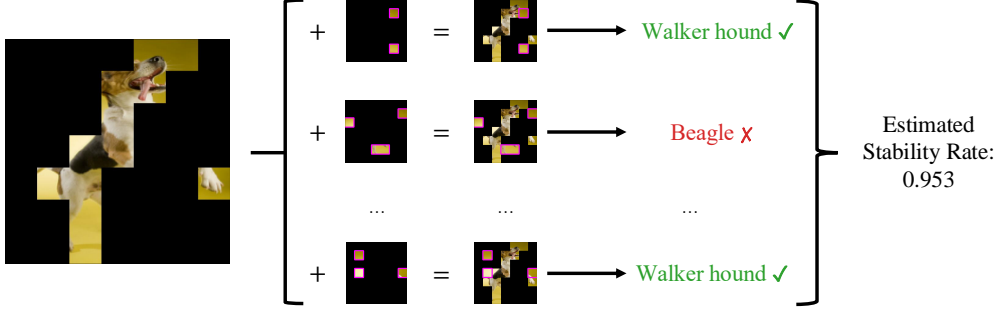 + = Walker hound ✓
+ = Beagle ✗
... ... ...
+ = Walker hound ✓
Estimated
Stability Rate:
0.953